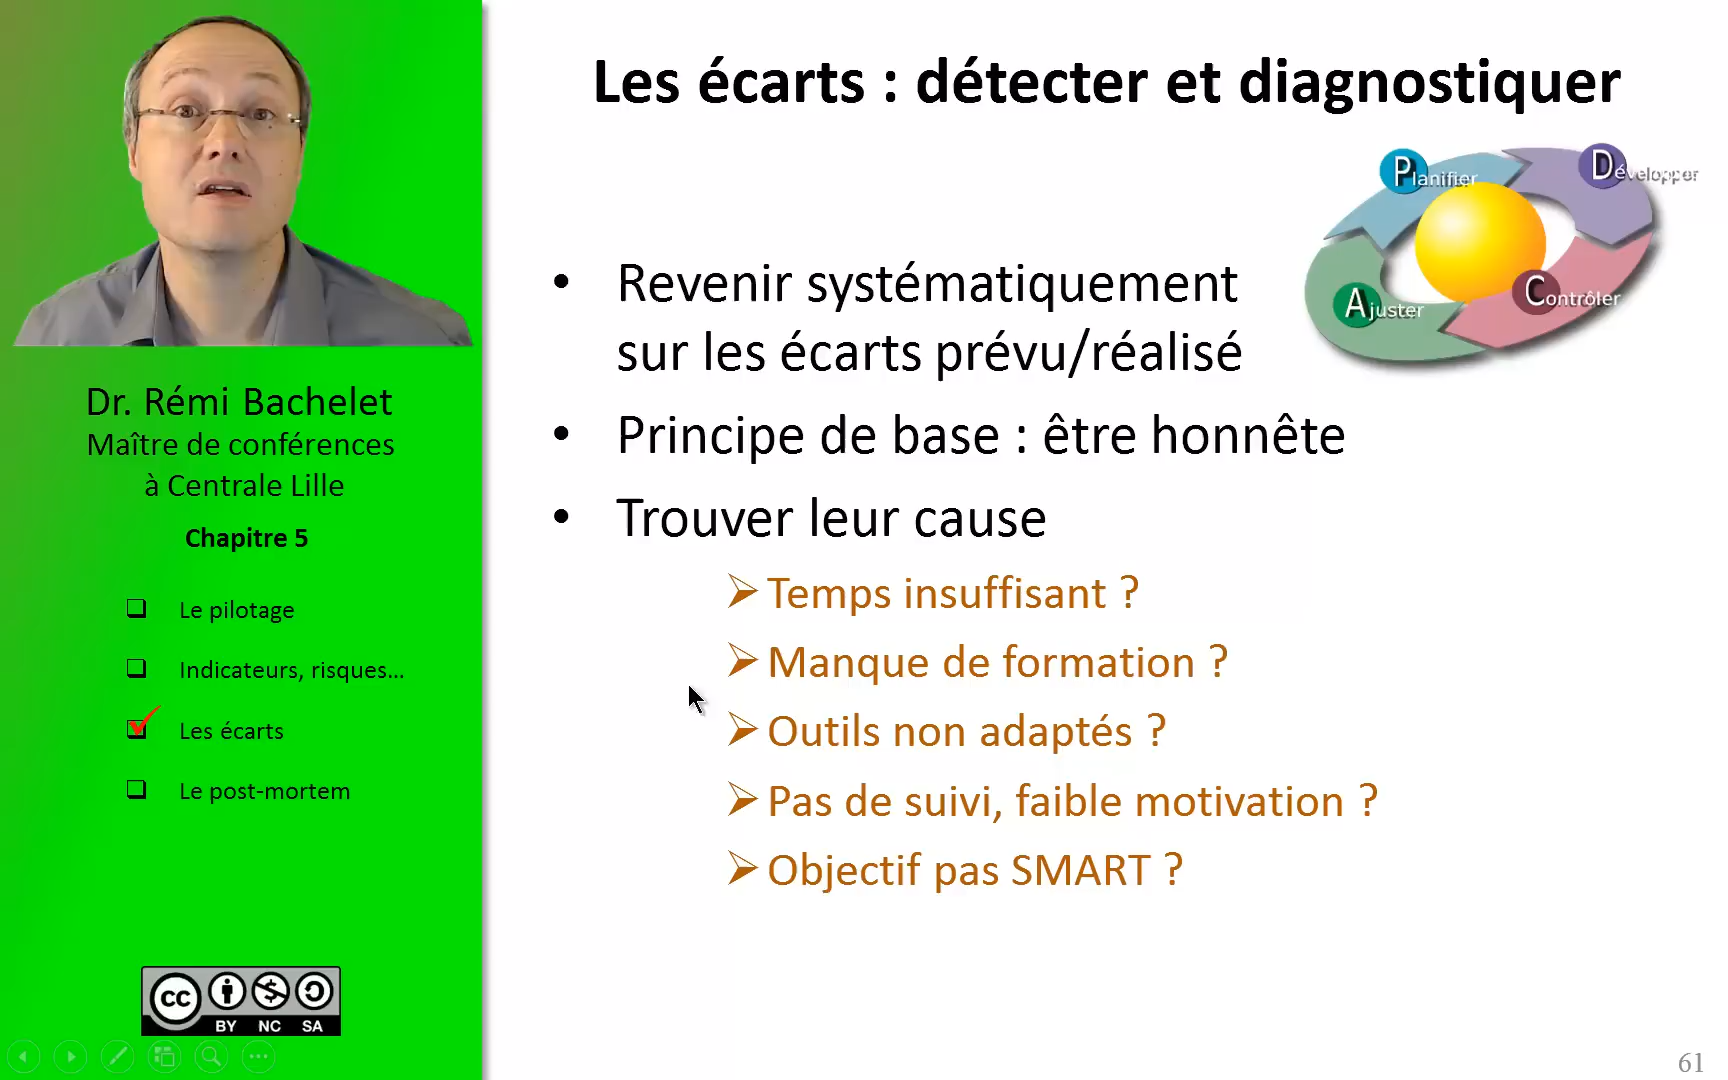 Les écarts : détecter et diagnostiquer
Planifier
Développer
Contrôler
Ajuster
• Revenir systématiquement
sur les écarts prévu/réalisé
• Principe de base : être honnête
• Trouver leur cause
➢ Temps insuffisant ?
➢ Manque de formation ?
➢ Outils non adaptés ?
➢ Pas de suivi, faible motivation ?
➢ Objectif pas SMART ?
Dr. Rémi Bachelet
Maître de conférences
à Centrale Lille
Chapitre 5
Le pilotage
Indicateurs, risques...
Les écarts
Le post-mortem
CC BY NC SA
61